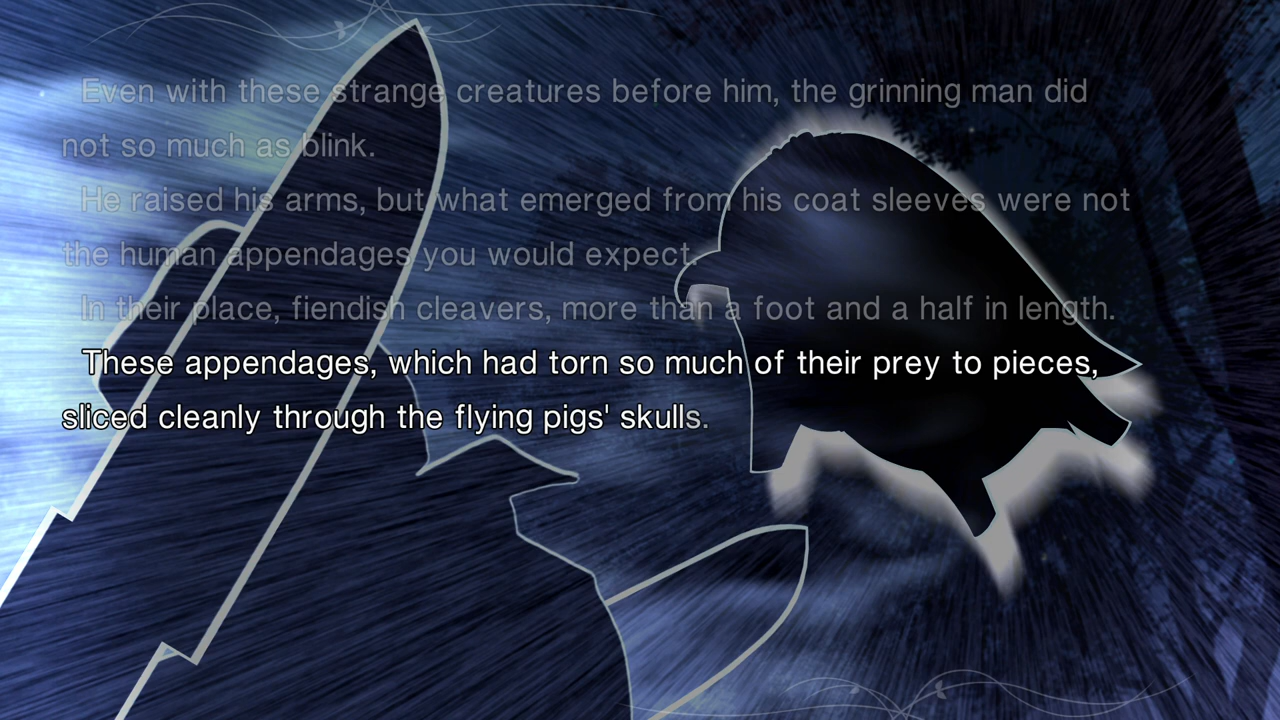 Even with these strange creatures before him, the grinning man did
not so much as blink.
He raised his arms, but what emerged from his coat sleeves were not
the human appendages you would expect.
In their place, fiendish cleavers, more than a foot and a half in length.
These appendages, which had torn so much of their prey to pieces,
sliced cleanly through the flying pigs' skulls.